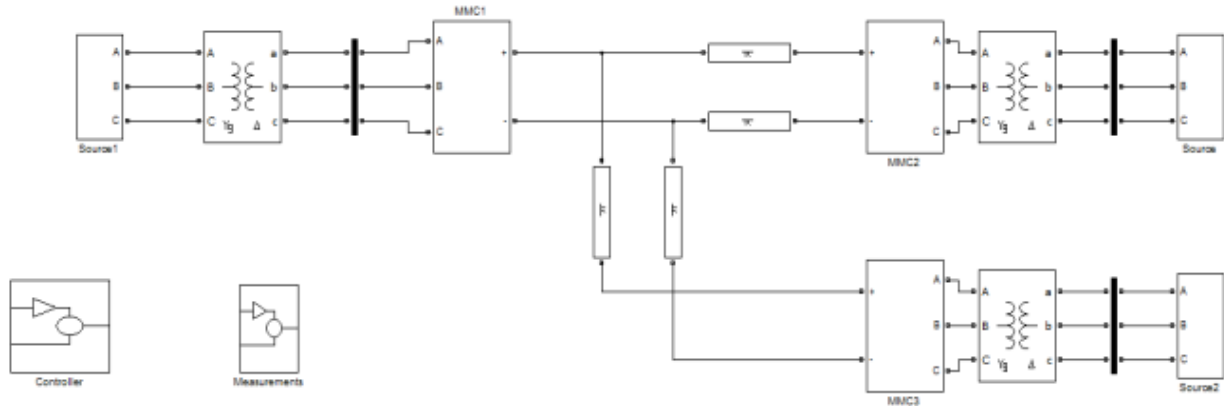 MMC1
A
B
C
A
B
C
a
b
c
Yg
Δ
A
B
C
+
-
Source1
A
B
C
+
-
A
B
C
a
b
c
Yg
Δ
A
B
C
MMC2
Source
A
B
C
+
-
A
B
C
a
b
c
Yg
Δ
A
B
C
MMC3
Source2
Controller
Measurements